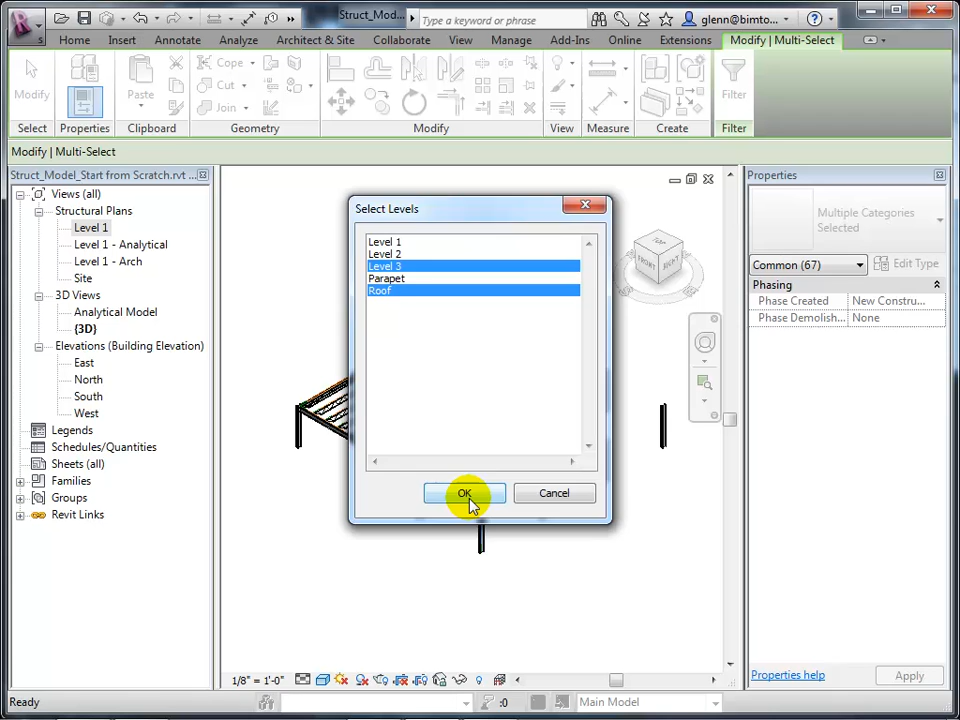 Struct_Mod...
Type a keyword or phrase
glenn@bimto...
Home Insert Annotate Analyze Architect & Site Collaborate View Manage Add-Ins Online Extensions Modify | Multi-Select
Modify Paste Cope Cut Join Filter
Select Properties Clipboard Geometry Modify View Measure Create Filter
Modify | Multi-Select
Struct_Model_Start from Scratch.rvt ...
Views (all)
Structural Plans
Level 1
Level 1 - Analytical
Level 1 - Arch
Site
3D Views
Analytical Model
{3D}
Elevations (Building Elevation)
East
North
South
West
Legends
Schedules/Quantities
Sheets (all)
Families
Groups
Revit Links
Select Levels
Level 1
Level 2
Level 3
Parapet
Roof
OK Cancel
TOP
FRONT RIGHT
Properties
Multiple Categories
Selected
Common (67) Edit Type
Phasing
Phase Created New Constru...
Phase Demolish... None
Properties help Apply
1/8" = 1'-0"
Ready :0 Main Model